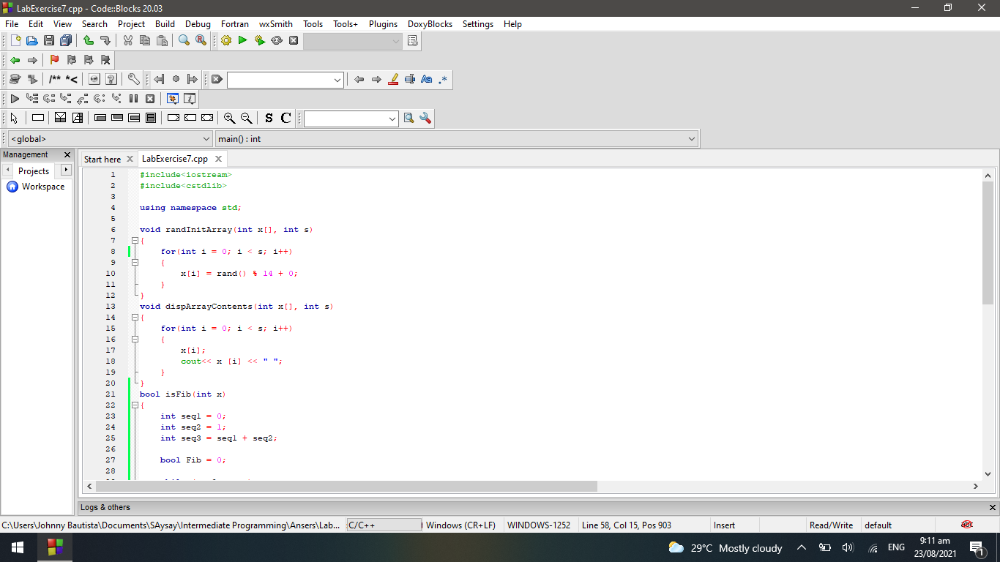 LabExercise7.cpp - Code::Blocks 20.03
File Edit View Search Project Build Debug Fortran wxSmith Tools Tools+ Plugins DoxyBlocks Settings Help
/** *<
Aa .*
S C
<global> main() : int
Management
Projects
Workspace
Start here LabExercise7.cpp
1 #include<iostream>
2 #include<cstdlib>
3
4 using namespace std;
5
6 void randInitArray(int x[], int s)
7 {
8 for(int i = 0; i < s; i++)
9 {
10 x[i] = rand() % 14 + 0;
11 }
12 }
13 void dispArrayContents(int x[], int s)
14 {
15 for(int i = 0; i < s; i++)
16 {
17 x[i];
18 cout<< x [i] << " ";
19 }
20 }
21 bool isFib(int x)
22 {
23 int seq1 = 0;
24 int seq2 = 1;
25 int seq3 = seq1 + seq2;
26
27 bool Fib = 0;
28
Logs & others
C:\Users\Johnny Bautista\Documents\SAysay\Intermediate Programming\Ansers\Lab... C/C++ Windows (CR+LF) WINDOWS-1252 Line 58, Col 15, Pos 903 Insert Read/Write default abc
29°C Mostly cloudy ENG 9:11 am
23/08/2021 1